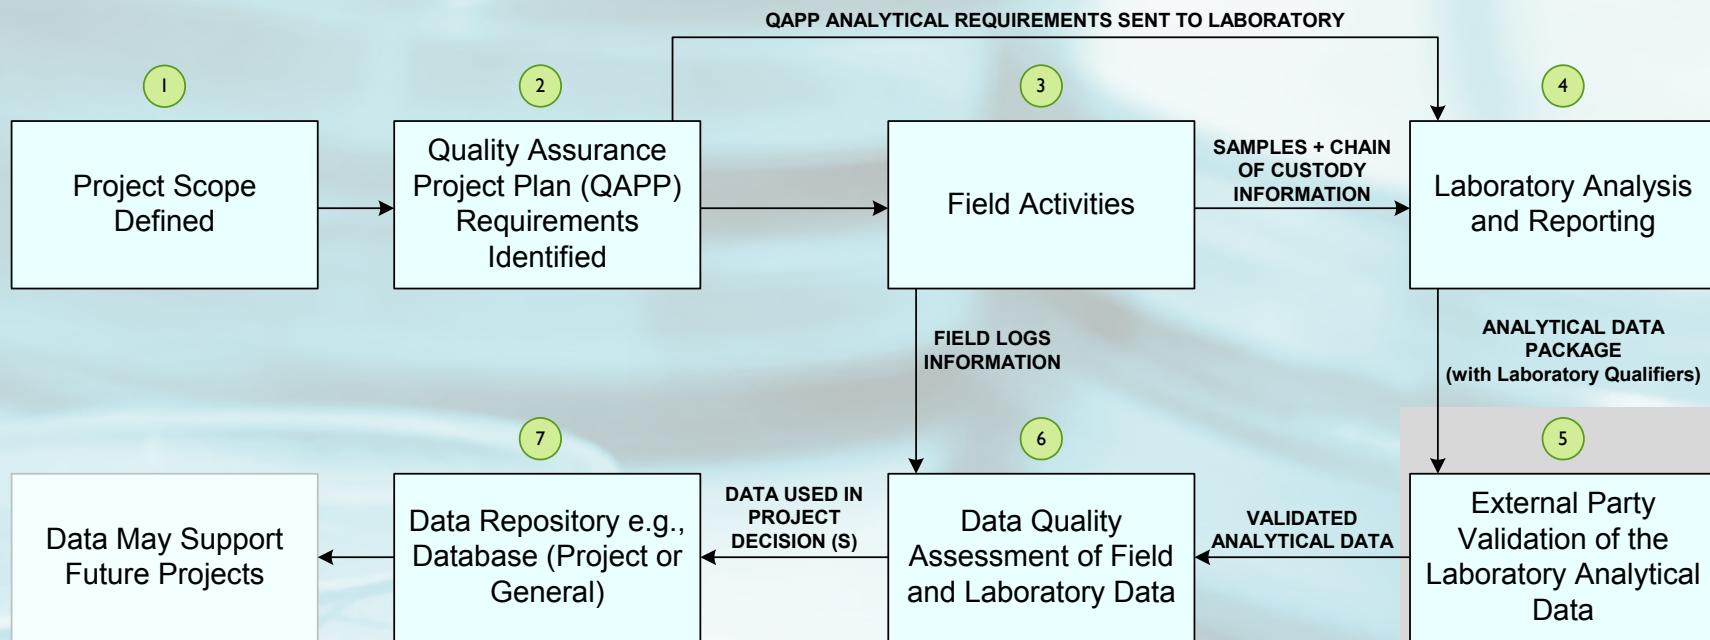 QAPP ANALYTICAL REQUIREMENTS SENT TO LABORATORY
1
Project Scope
Defined
2
Quality Assurance
Project Plan (QAPP)
Requirements
Identified
3
Field Activities
SAMPLES + CHAIN
OF CUSTODY
INFORMATION
4
Laboratory Analysis
and Reporting
FIELD LOGS
INFORMATION
ANALYTICAL DATA
PACKAGE
(with Laboratory Qualifiers)
5
External Party
Validation of the
Laboratory Analytical
Data
VALIDATED
ANALYTICAL DATA
6
Data Quality
Assessment of Field
and Laboratory Data
DATA USED IN
PROJECT
DECISION (S)
7
Data Repository e.g.,
Database (Project or
General)
Data May Support
Future Projects